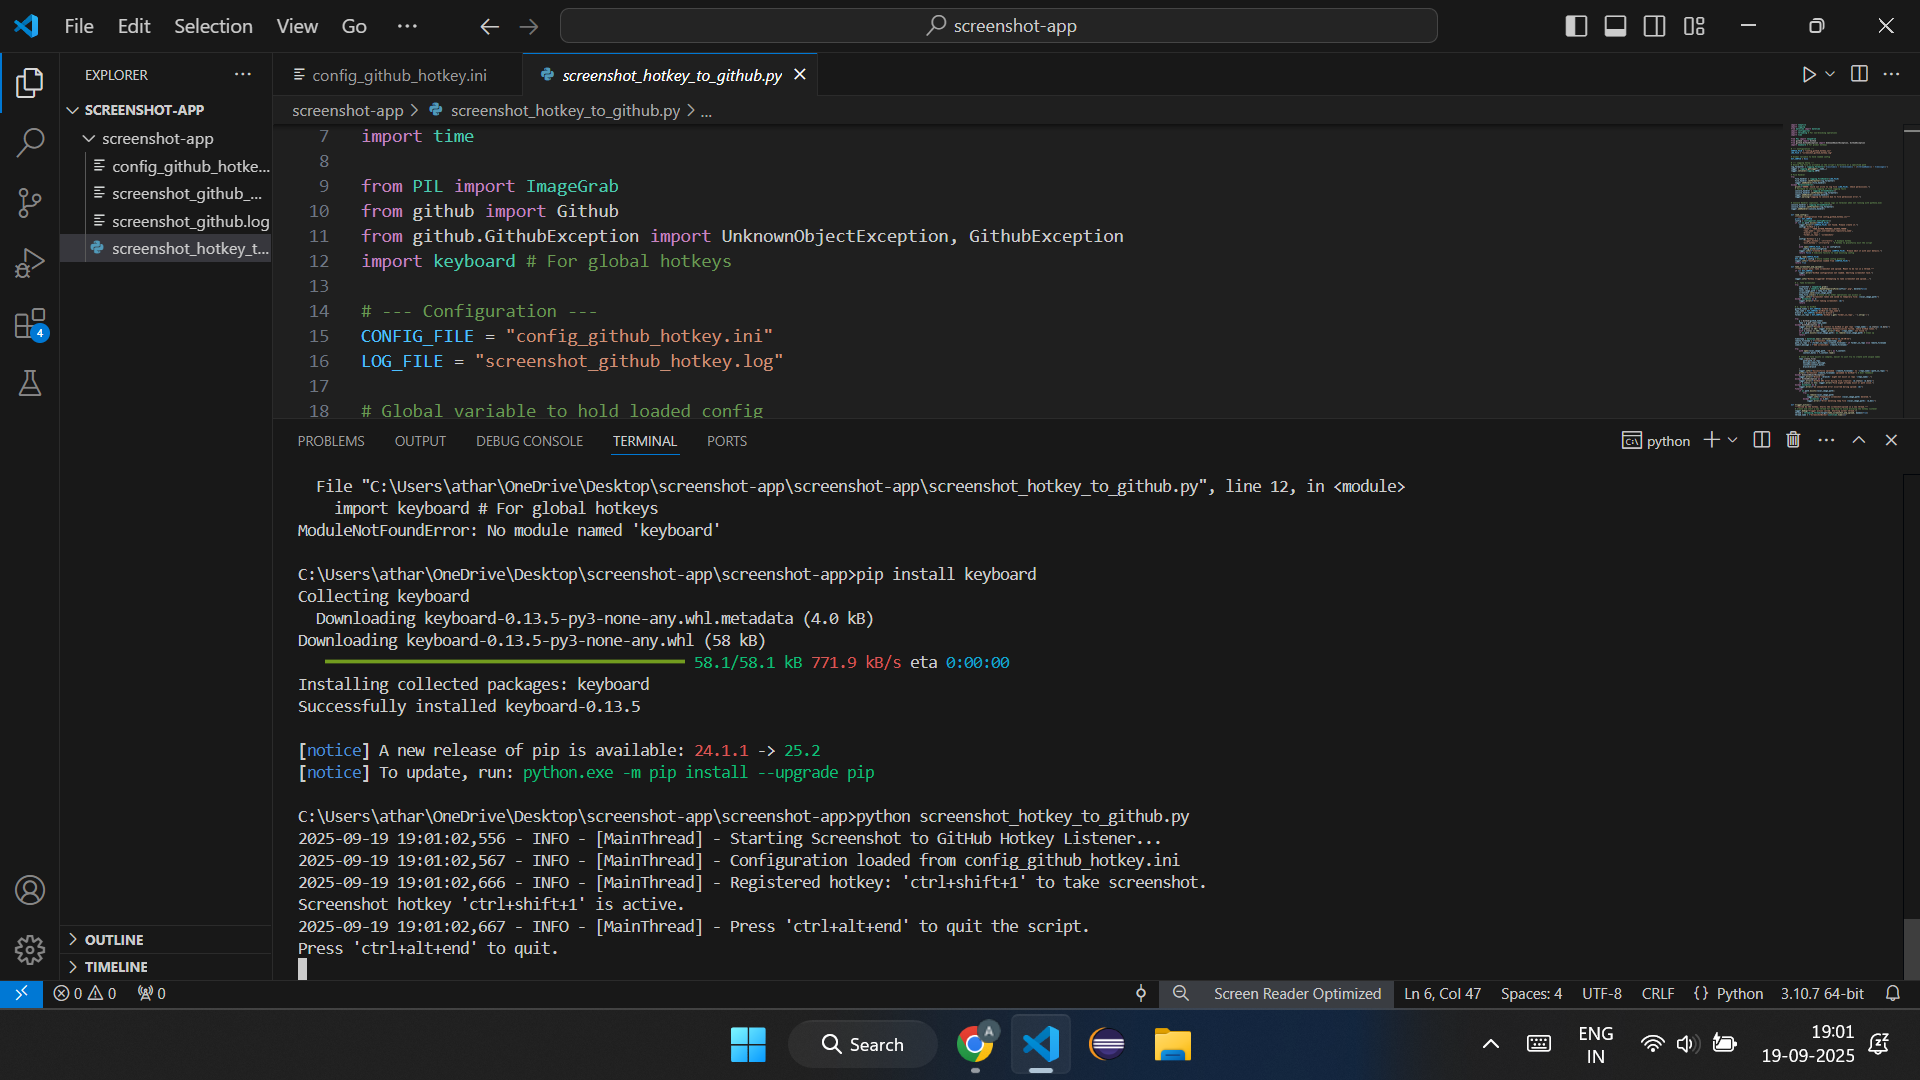 File Edit Selection View Go ···
screenshot-app
EXPLORER ···
SCREENSHOT-APP
screenshot-app
config_github_hotke...
screenshot_github_...
screenshot_github.log
screenshot_hotkey_t...
4
OUTLINE
TIMELINE
config_github_hotkey.ini
screenshot_hotkey_to_github.py
screenshot-app > screenshot_hotkey_to_github.py > ...
7 import time
8
9 from PIL import ImageGrab
10 from github import Github
11 from github.GithubException import UnknownObjectException, GithubException
12 import keyboard # For global hotkeys
13
14 # --- Configuration ---
15 CONFIG_FILE = "config_github_hotkey.ini"
16 LOG_FILE = "screenshot_github_hotkey.log"
17
18 # Global variable to hold loaded config
PROBLEMS OUTPUT DEBUG CONSOLE TERMINAL PORTS
python
File "C:\Users\athar\OneDrive\Desktop\screenshot-app\screenshot-app\screenshot_hotkey_to_github.py", line 12, in <module>
import keyboard # For global hotkeys
ModuleNotFoundError: No module named 'keyboard'
C:\Users\athar\OneDrive\Desktop\screenshot-app\screenshot-app>pip install keyboard
Collecting keyboard
Downloading keyboard-0.13.5-py3-none-any.whl.metadata (4.0 kB)
Downloading keyboard-0.13.5-py3-none-any.whl (58 kB)
58.1/58.1 kB 771.9 kB/s eta 0:00:00
Installing collected packages: keyboard
Successfully installed keyboard-0.13.5
[notice] A new release of pip is available: 24.1.1 -> 25.2
[notice] To update, run: python.exe -m pip install --upgrade pip
C:\Users\athar\OneDrive\Desktop\screenshot-app\screenshot-app>python screenshot_hotkey_to_github.py
2025-09-19 19:01:02,556 - INFO - [MainThread] - Starting Screenshot to GitHub Hotkey Listener...
2025-09-19 19:01:02,567 - INFO - [MainThread] - Configuration loaded from config_github_hotkey.ini
2025-09-19 19:01:02,666 - INFO - [MainThread] - Registered hotkey: 'ctrl+shift+1' to take screenshot.
Screenshot hotkey 'ctrl+shift+1' is active.
2025-09-19 19:01:02,667 - INFO - [MainThread] - Press 'ctrl+alt+end' to quit the script.
Press 'ctrl+alt+end' to quit.
0 0 0 Screen Reader Optimized Ln 6, Col 47 Spaces: 4 UTF-8 CRLF {} Python 3.10.7 64-bit
Search
A
ENG
IN
19:01
19-09-2025